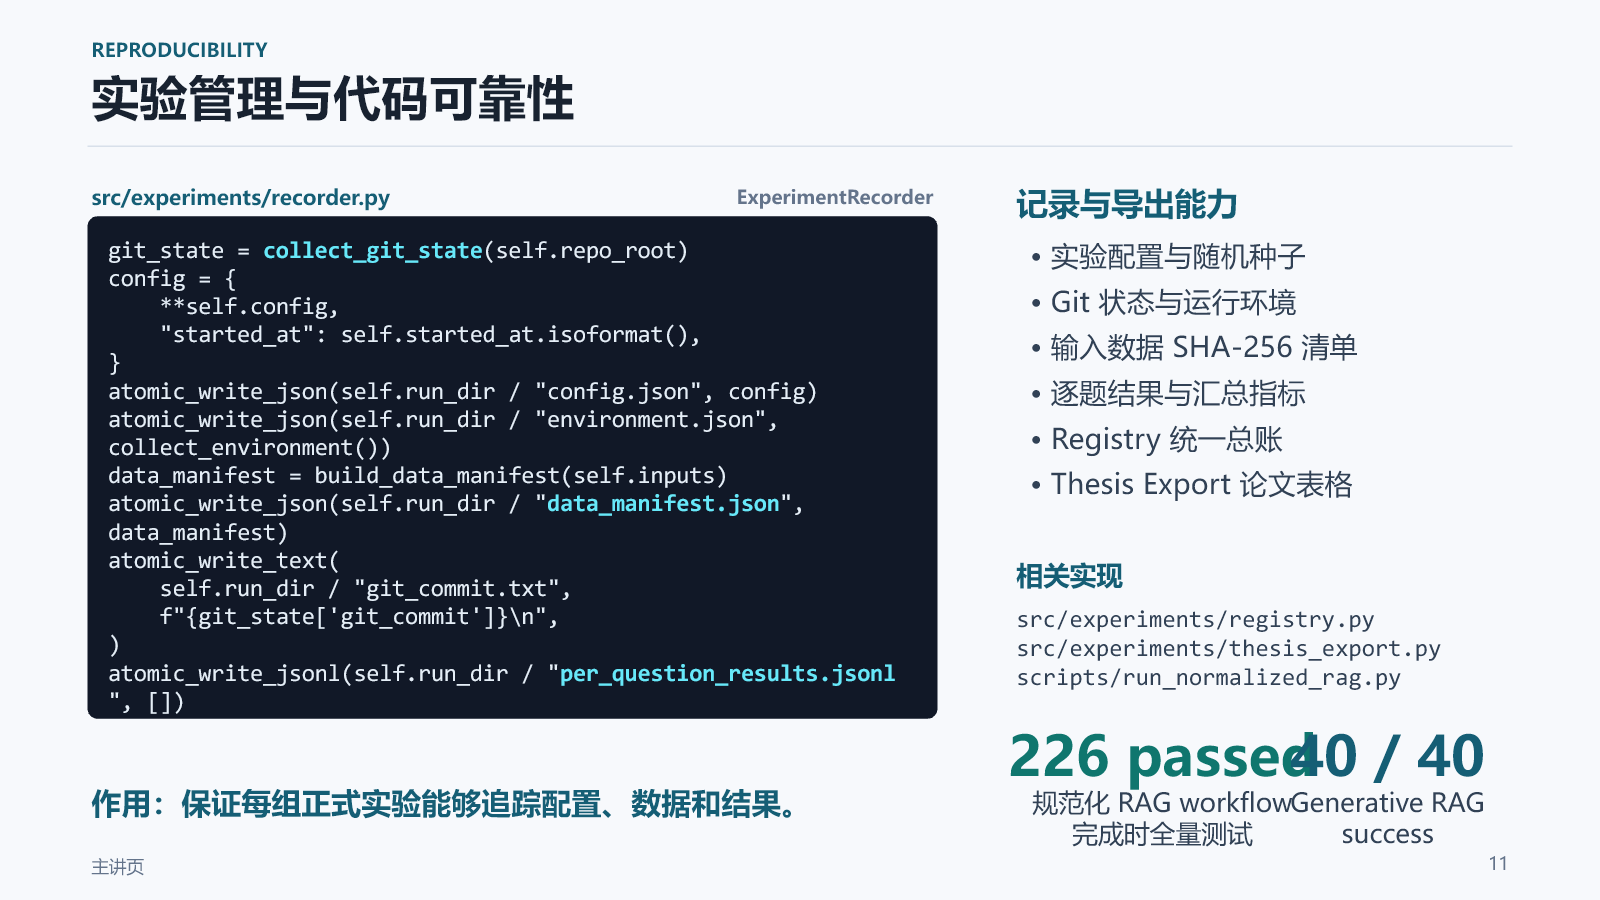 REPRODUCIBILITY
实验管理与代码可靠性
src/experiments/recorder.py
ExperimentRecorder
git_state = collect_git_state(self.repo_root)
config = {
    **self.config,
    "started_at": self.started_at.isoformat(),
}
atomic_write_json(self.run_dir / "config.json", config)
atomic_write_json(self.run_dir / "environment.json",
collect_environment())
data_manifest = build_data_manifest(self.inputs)
atomic_write_json(self.run_dir / "data_manifest.json",
data_manifest)
atomic_write_text(
    self.run_dir / "git_commit.txt",
    f"{git_state['git_commit']}\n",
)
atomic_write_jsonl(self.run_dir / "per_question_results.jsonl
", [])
作用：保证每组正式实验能够追踪配置、数据和结果。
记录与导出能力
• 实验配置与随机种子
• Git 状态与运行环境
• 输入数据 SHA-256 清单
• 逐题结果与汇总指标
• Registry 统一总账
• Thesis Export 论文表格
相关实现
src/experiments/registry.py
src/experiments/thesis_export.py
scripts/run_normalized_rag.py
226 passed
规范化 RAG workflow
完成时全量测试
40 / 40
Generative RAG
success
主讲页
11